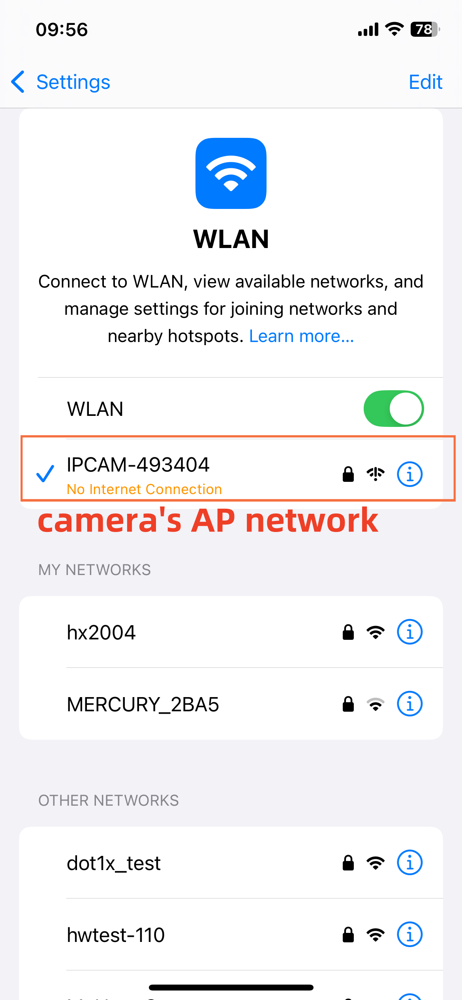 09:56
78
Settings
Edit
WLAN
Connect to WLAN, view available networks, and
manage settings for joining networks and
nearby hotspots. Learn more...
WLAN
IPCAM-493404
No Internet Connection
camera's AP network
MY NETWORKS
hx2004
MERCURY_2BA5
OTHER NETWORKS
dot1x_test
hwtest-110